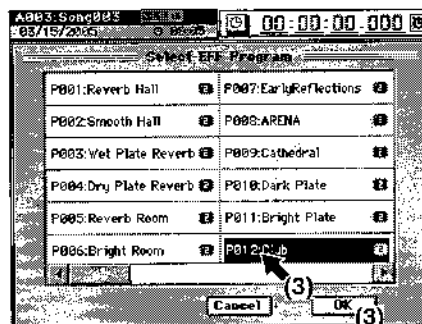 A003:Song003
03/15/2005
00:00:00.000
Select EFF Program
P001:Reverb Hall
P007:EarlyReflections
P002:Smooth Hall
P008:ARENA
P003:Wet Plate Reverb
P009:Cathedral
P004:Dry Plate Reverb
P010:Dark Plate
P005:Reverb Room
P011:Bright Plate
P006:Bright Room
P012:Club
(3)
Cancel
OK
(3)